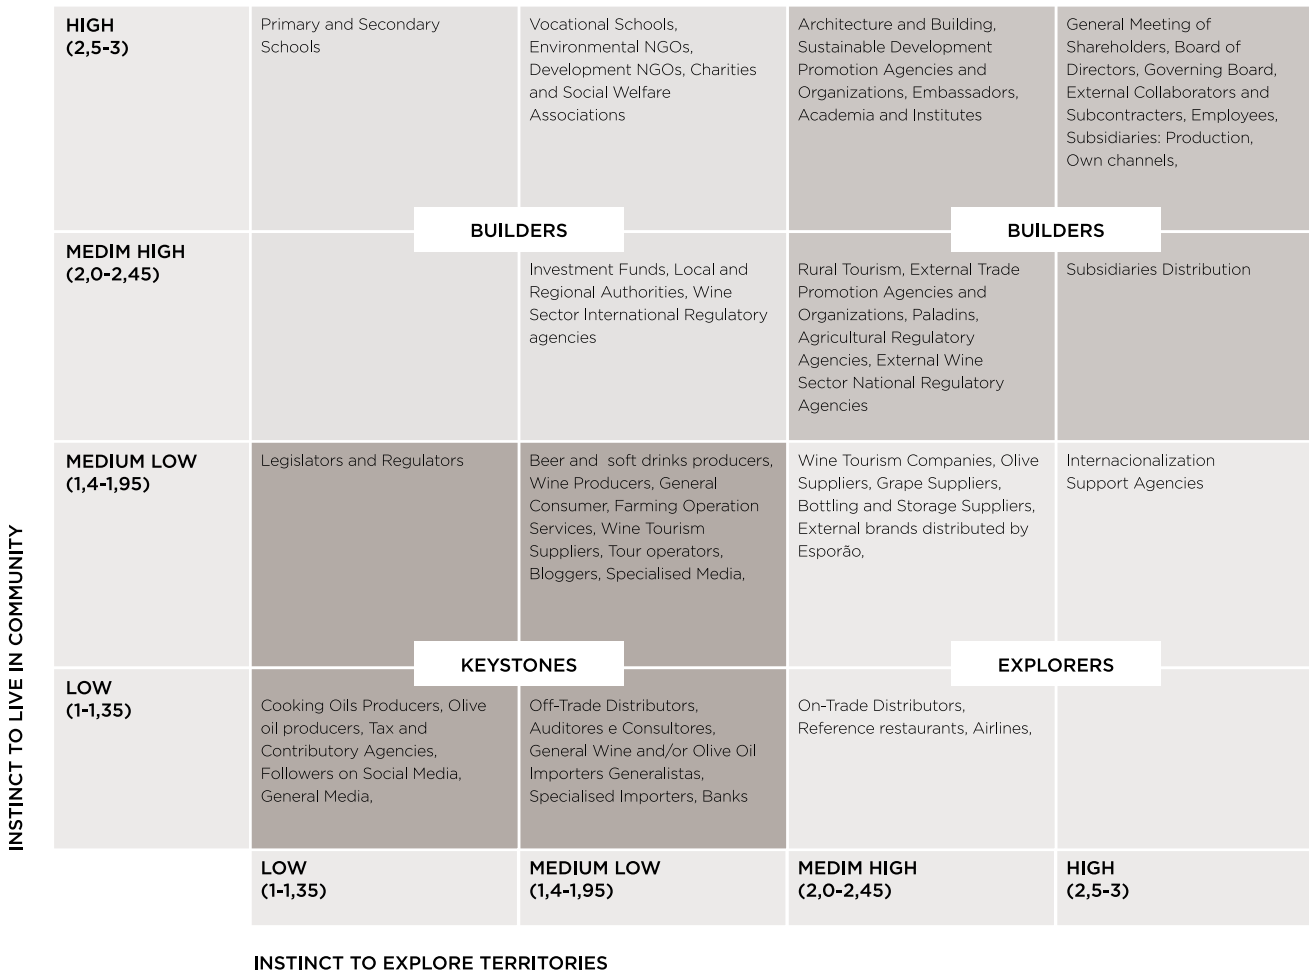 HIGH
(2,5-3)
Primary and Secondary
Schools
Vocational Schools,
Environmental NGOs,
Development NGOs, Charities
and Social Welfare
Associations
Architecture and Building,
Sustainable Development
Promotion Agencies and
Organizations, Embassadors,
Academia and Institutes
General Meeting of
Shareholders, Board of
Directors, Governing Board,
External Collaborators and
Subcontracters, Employees,
Subsidiaries: Production,
Own channels,
BUILDERS
BUILDERS
MEDIM HIGH
(2,0-2,45)
Investment Funds, Local and
Regional Authorities, Wine
Sector International Regulatory
agencies
Rural Tourism, External Trade
Promotion Agencies and
Organizations, Paladins,
Agricultural Regulatory
Agencies, External Wine
Sector National Regulatory
Agencies
Subsidiaries Distribution
MEDIUM LOW
(1,4-1,95)
Legislators and Regulators
Beer and soft drinks producers,
Wine Producers, General
Consumer, Farming Operation
Services, Wine Tourism
Suppliers, Tour operators,
Bloggers, Specialised Media,
Wine Tourism Companies, Olive
Suppliers, Grape Suppliers,
Bottling and Storage Suppliers,
External brands distributed by
Esporão,
Internacionalization
Support Agencies
KEYSTONES
EXPLORERS
LOW
(1-1,35)
Cooking Oils Producers, Olive
oil producers, Tax and
Contributory Agencies,
Followers on Social Media,
General Media,
Off-Trade Distributors,
Auditores e Consultores,
General Wine and/or Olive Oil
Importers Generalistas,
Specialised Importers, Banks
On-Trade Distributors,
Reference restaurants, Airlines,
INSTINCT TO LIVE IN COMMUNITY
LOW
(1-1,35)
MEDIUM LOW
(1,4-1,95)
MEDIM HIGH
(2,0-2,45)
HIGH
(2,5-3)
INSTINCT TO EXPLORE TERRITORIES